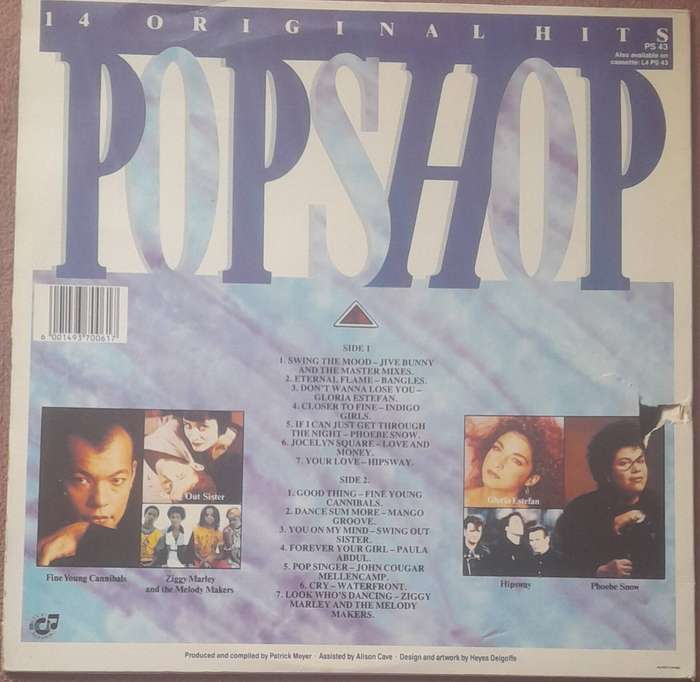 14 ORIGINAL HITS
PS 43
Also available on
cassette: L4 PS 43
POPSHOP
6 001493 700617
SIDE 1
1. SWING THE MOOD – JIVE BUNNY
AND THE MASTER MIXES.
2. ETERNAL FLAME – BANGLES.
3. DON'T WANNA LOSE YOU –
GLORIA ESTEFAN.
4. CLOSER TO FINE – INDIGO
GIRLS.
5. IF I CAN JUST GET THROUGH
THE NIGHT – PHOEBE SNOW.
6. JOCELYN SQUARE – LOVE AND
MONEY.
7. YOUR LOVE – HIPSWAY.
SIDE 2.
1. GOOD THING – FINE YOUNG
CANNIBALS.
2. DANCE SUM MORE – MANGO
GROOVE.
3. YOU ON MY MIND – SWING OUT
SISTER.
4. FOREVER YOUR GIRL – PAULA
ABDUL.
5. POP SINGER – JOHN COUGAR
MELLENCAMP.
6. CRY – WATERFRONT.
7. LOOK WHO'S DANCING – ZIGGY
MARLEY AND THE MELODY
MAKERS.
Swing Out Sister
Fine Young Cannibals
Ziggy Marley
and the Melody Makers
Gloria Estefan
Hipsway
Phoebe Snow
Produced and compiled by Patrick Meyer · Assisted by Alison Cave · Design and artwork by Heyes Delgoffe